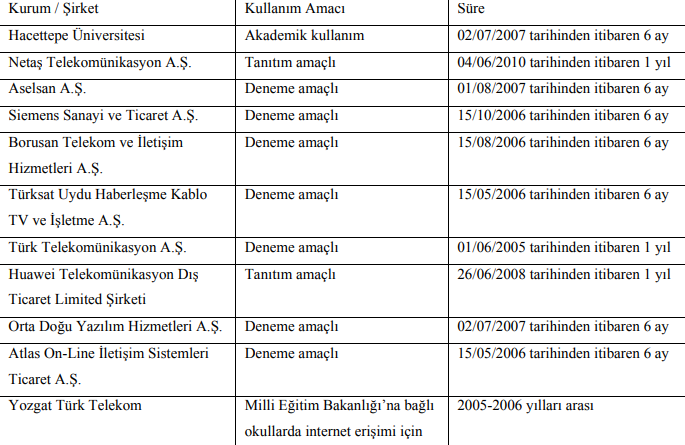 Kurum / Şirket Kullanım Amacı Süre
Hacettepe Üniversitesi Akademik kullanım 02/07/2007 tarihinden itibaren 6 ay
Netaş Telekomünikasyon A.Ş. Tanıtım amaçlı 04/06/2010 tarihinden itibaren 1 yıl
Aselsan A.Ş. Deneme amaçlı 01/08/2007 tarihinden itibaren 6 ay
Siemens Sanayi ve Ticaret A.Ş. Deneme amaçlı 15/10/2006 tarihinden itibaren 6 ay
Borusan Telekom ve İletişim Deneme amaçlı 15/08/2006 tarihinden itibaren 6 ay
Hizmetleri A.Ş.
Türksat Uydu Haberleşme Kablo Deneme amaçlı 15/05/2006 tarihinden itibaren 6 ay
TV ve İşletme A.Ş.
Türk Telekomünikasyon A.Ş. Deneme amaçlı 01/06/2005 tarihinden itibaren 1 yıl
Huawei Telekomünikasyon Dış Tanıtım amaçlı 26/06/2008 tarihinden itibaren 1 yıl
Ticaret Limited Şirketi
Orta Doğu Yazılım Hizmetleri A.Ş. Deneme amaçlı 02/07/2007 tarihinden itibaren 6 ay
Atlas On-Line İletişim Sistemleri Deneme amaçlı 15/05/2006 tarihinden itibaren 6 ay
Ticaret A.Ş.
Yozgat Türk Telekom Milli Eğitim Bakanlığı’na bağlı 2005-2006 yılları arası
okullarda internet erişimi için